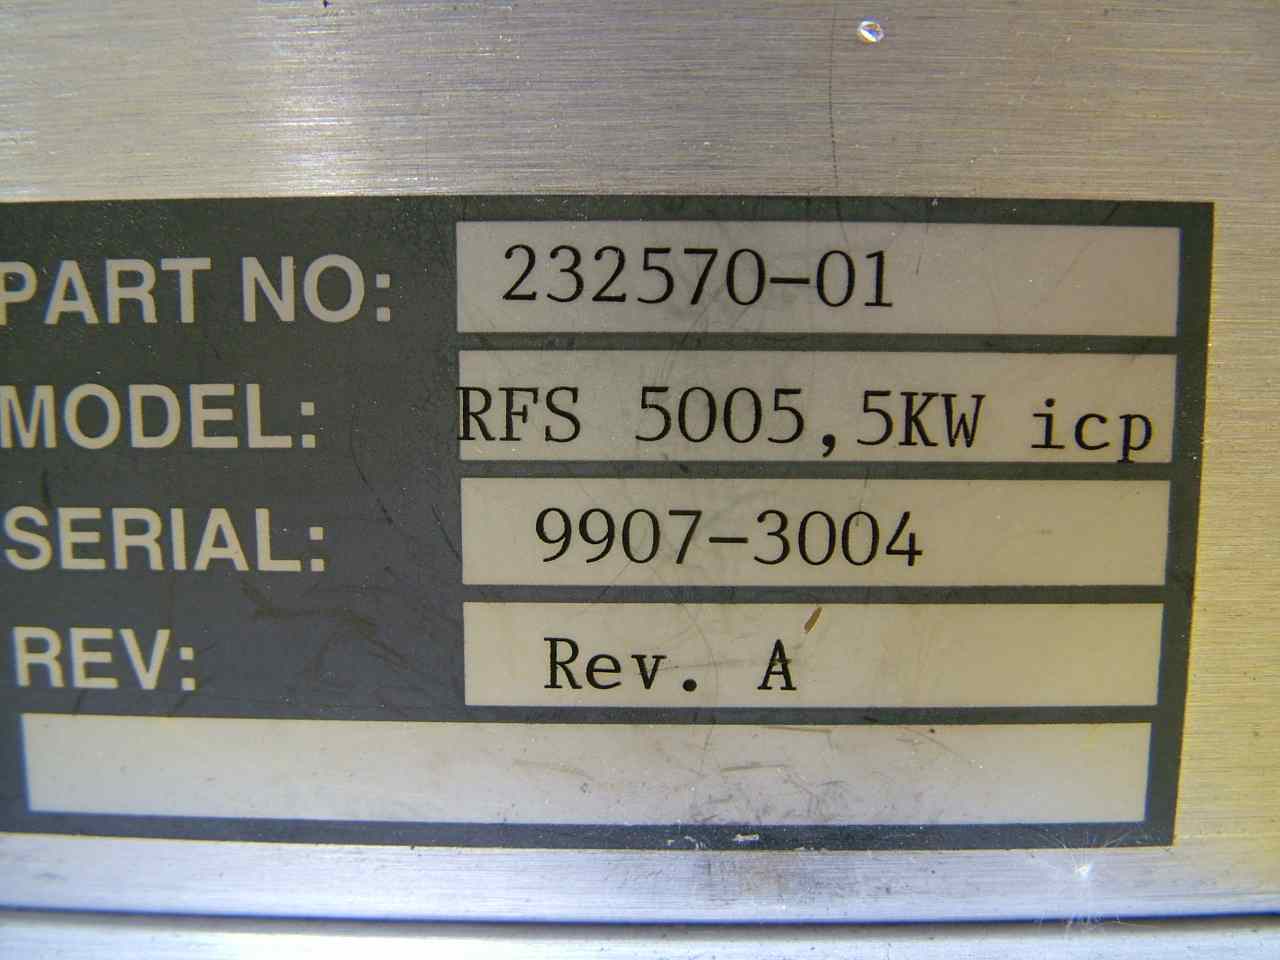 PART NO: 232570-01
MODEL: RFS 5005,5KW icp
SERIAL: 9907-3004
REV: Rev. A